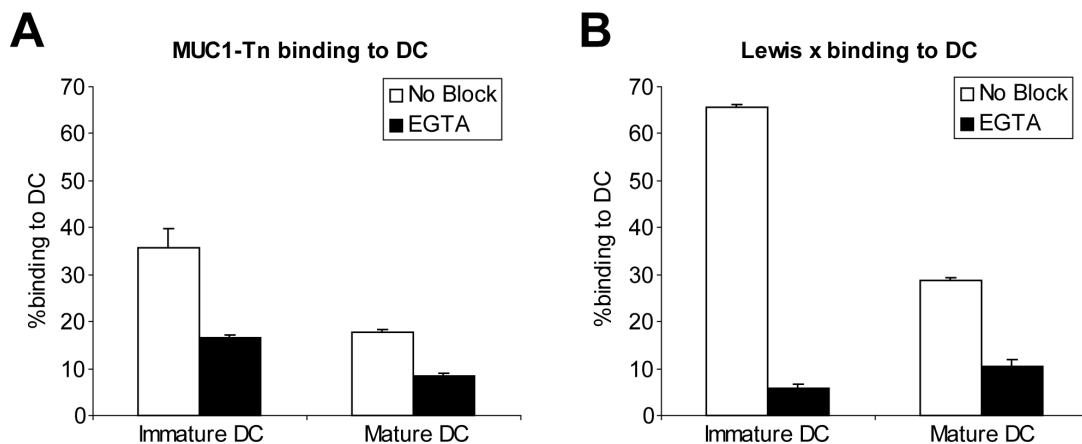 A
MUC1-Tn binding to DC
No Block
EGTA
%binding to DC
70
60
50
40
30
20
10
0
Immature DC
Mature DC
B
Lewis x binding to DC
No Block
EGTA
%binding to DC
70
60
50
40
30
20
10
0
Immature DC
Mature DC